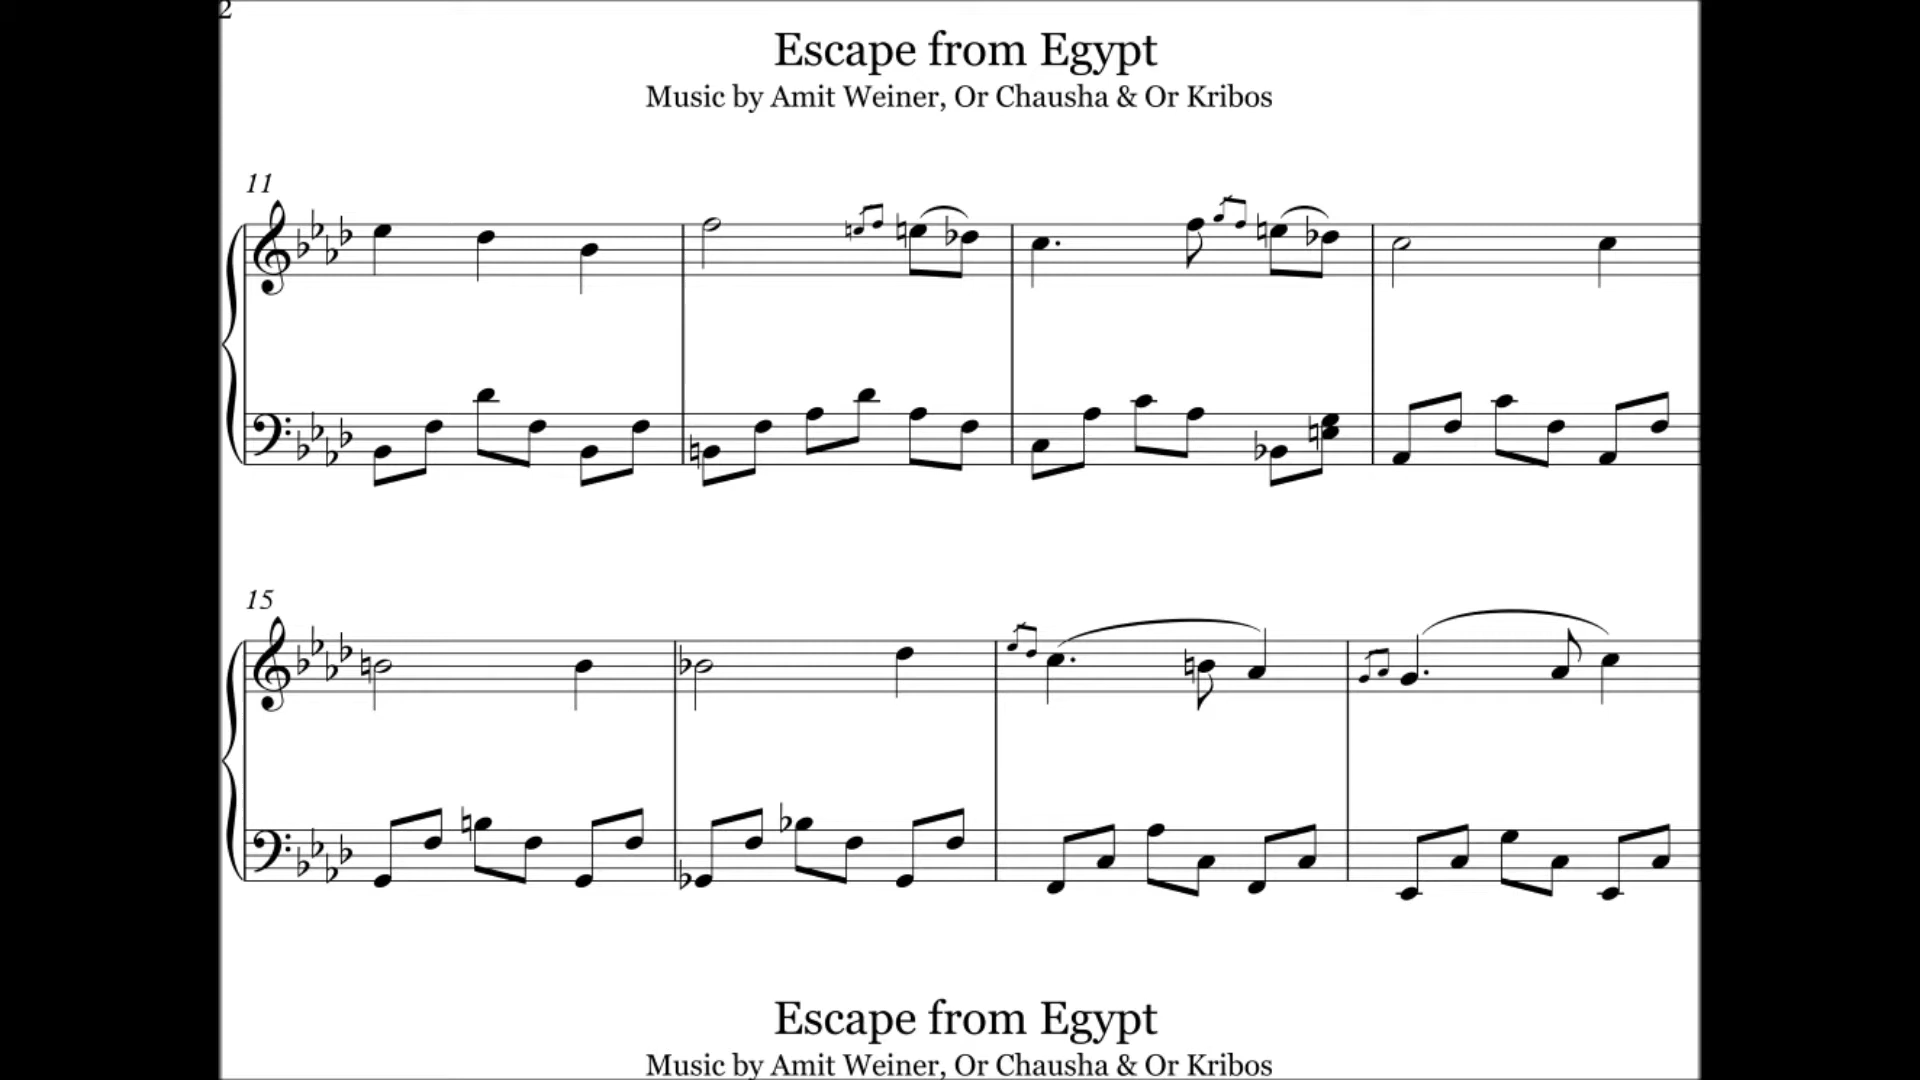 2
Escape from Egypt
Music by Amit Weiner, Or Chausha & Or Kribos
11
15
Escape from Egypt
Music by Amit Weiner, Or Chausha & Or Kribos